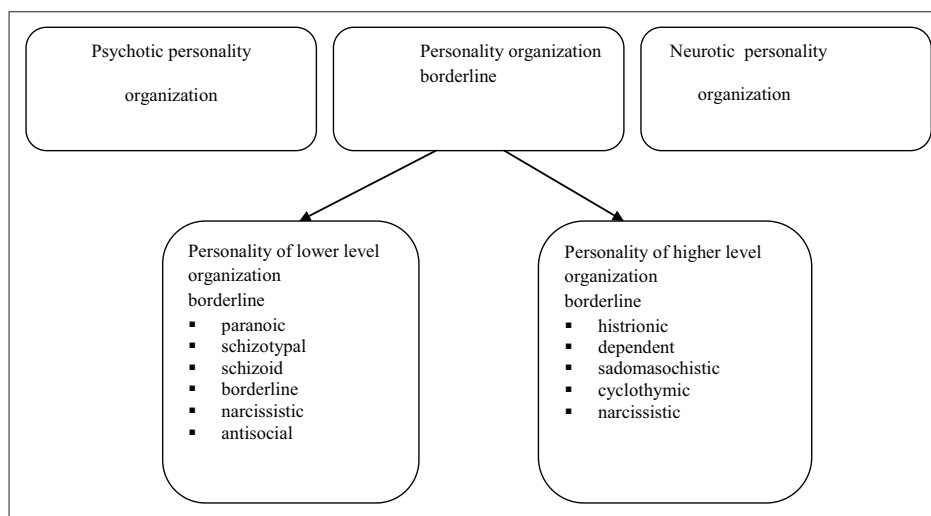 Psychotic personality
organization
Personality organization
borderline
Neurotic personality
organization
Personality of lower level
organization
borderline
▪ paranoic
▪ schizotypal
▪ schizoid
▪ borderline
▪ narcissistic
▪ antisocial
Personality of higher level
organization
borderline
▪ histrionic
▪ dependent
▪ sadomasochistic
▪ cyclothymic
▪ narcissistic